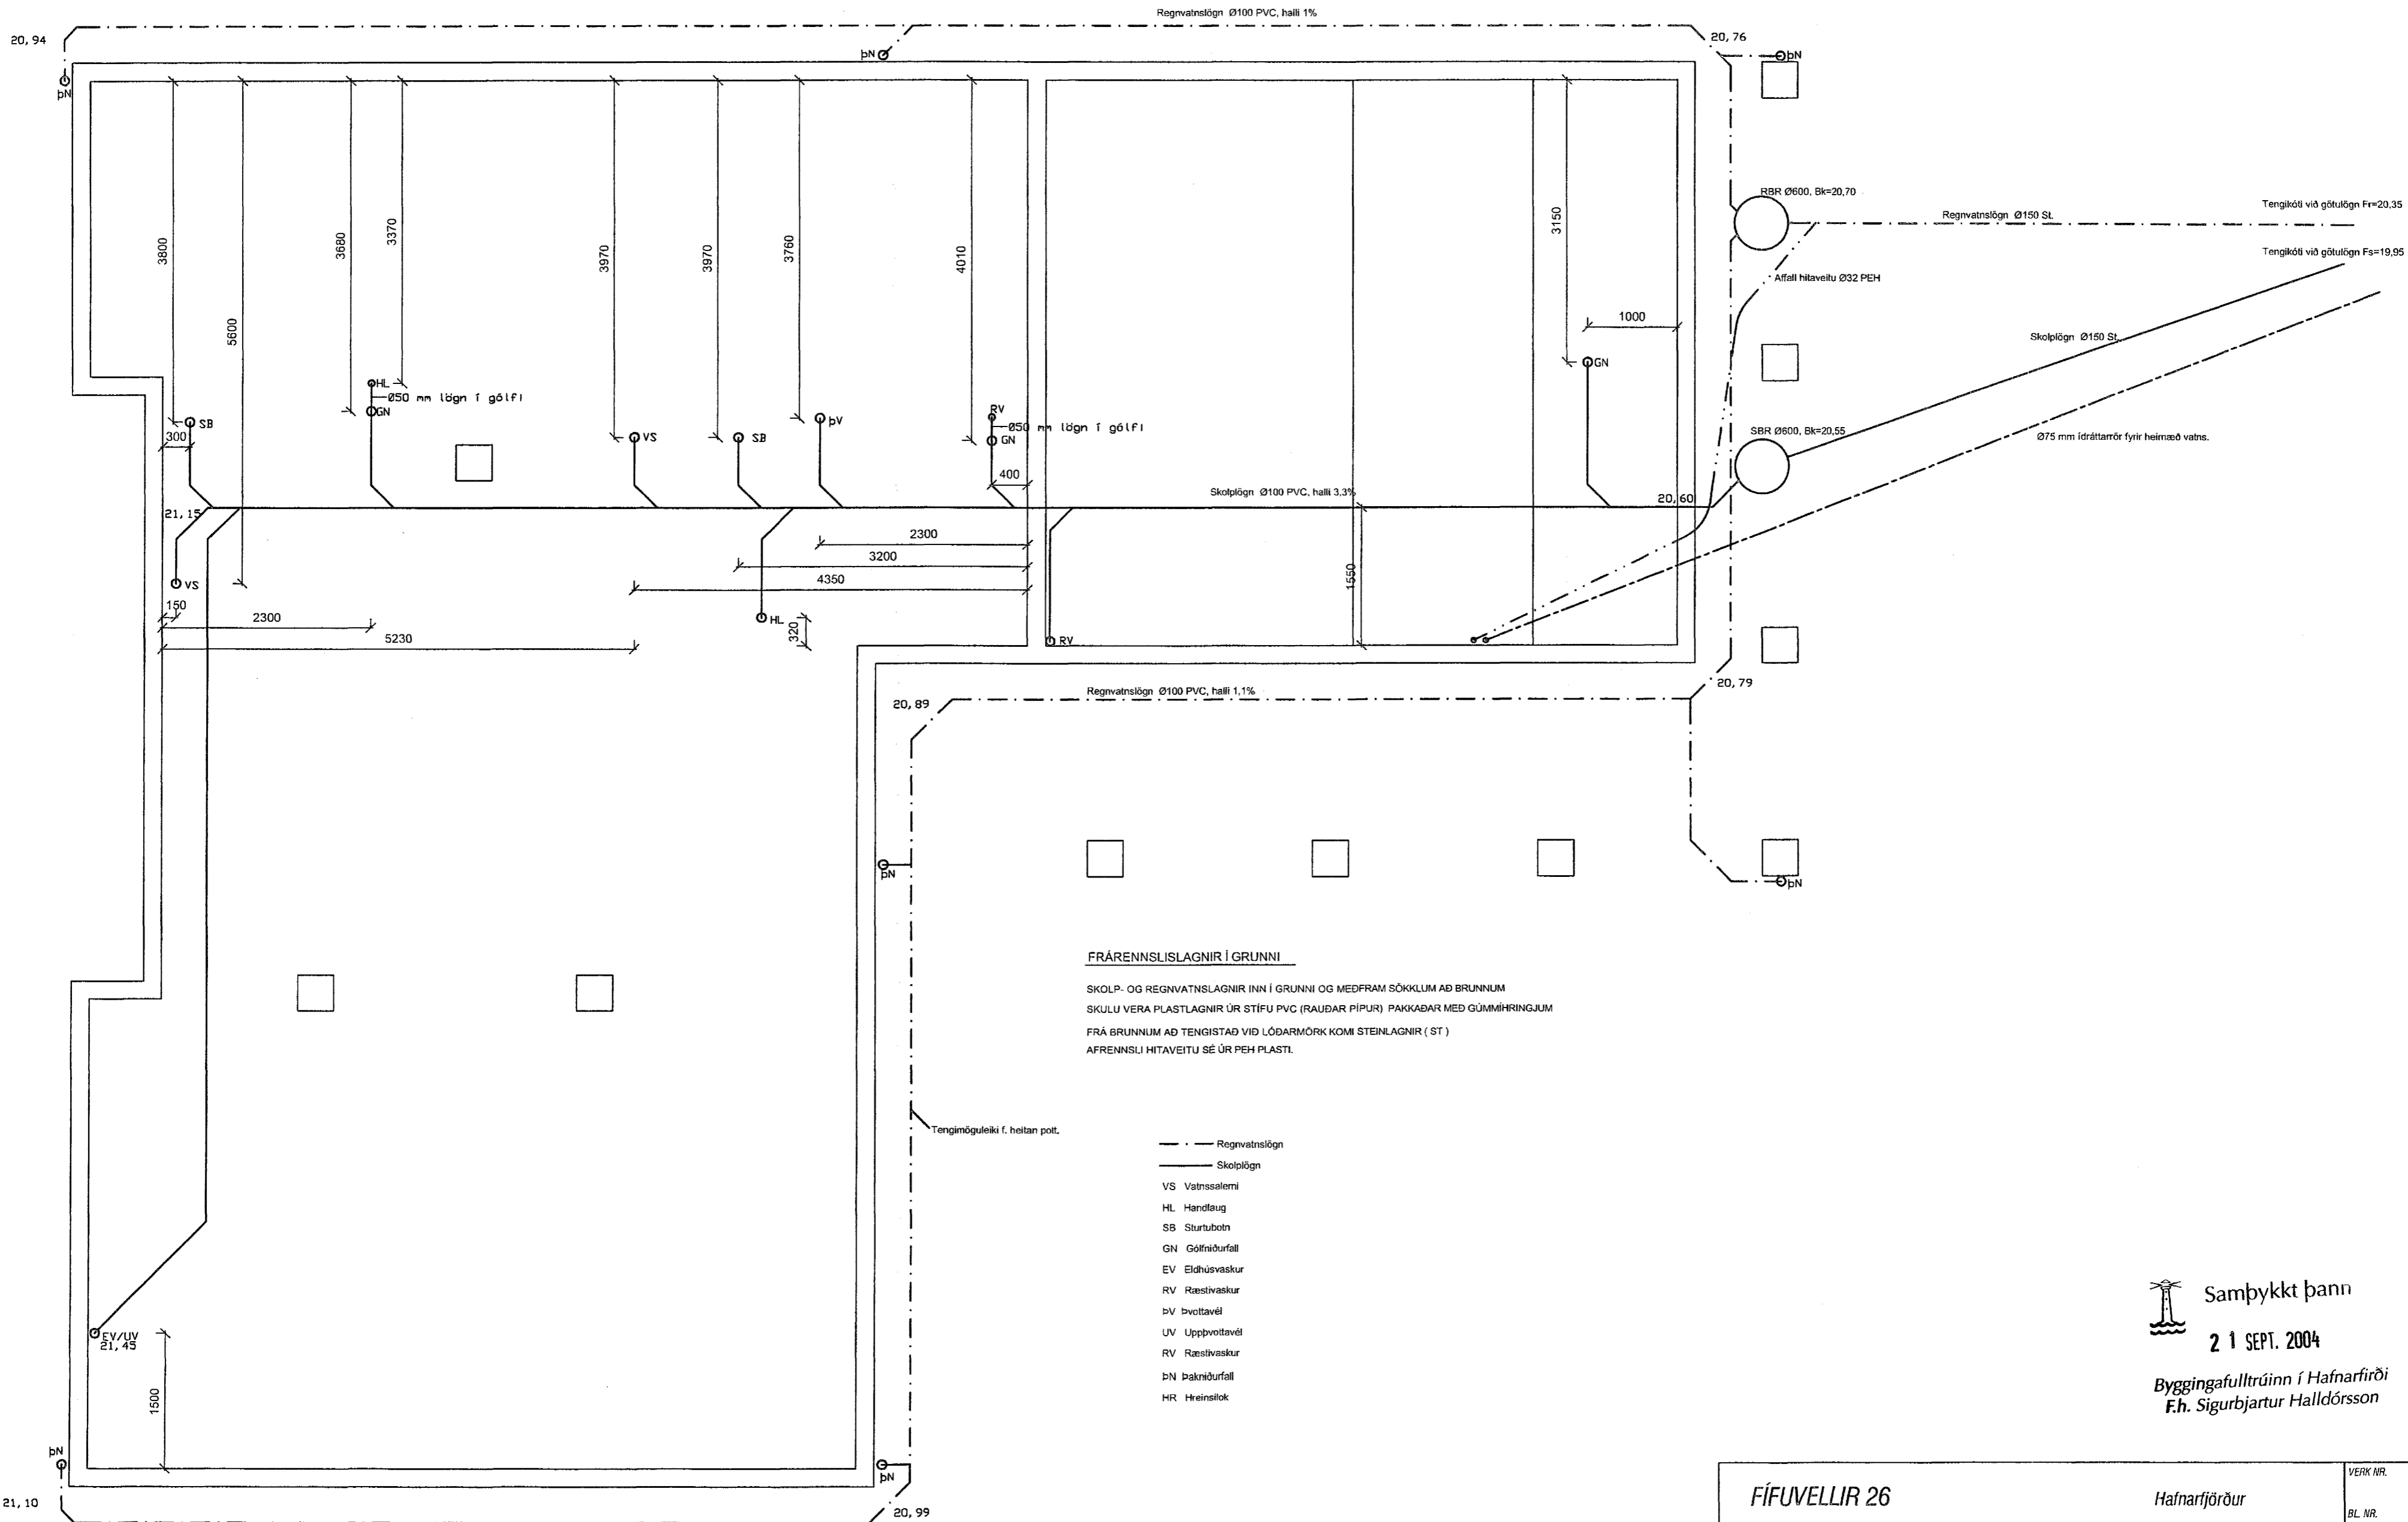 Regnvatnslögn Ø100 PVC, halli 1%
20,94
20,76
þN
þN
þN
3800
5600
3680
3370
3970
3970
3760
4010
3150
RBR Ø600, Bk=20,70
Regnvatnslögn Ø150 St.
Tengikóti við götulögn Fr=20,35
Tengikóti við götulögn Fs=19,95
Affall hitaveitu Ø32 PEH
1000
Skolplögn Ø150 St.
GN
HL
Ø50 mm lögn í gólfi
GN
SB
300
VS
SB
þV
RV
Ø50 mm lögn í gólfi
GN
400
SBR Ø600, Bk=20,55
Ø75 mm ídráttarrör fyrir heimæð vatns.
Skolplögn Ø100 PVC, halli 3,3%
20,60
21,15
2300
3200
4350
1550
VS
150
2300
5230
HL
320
RV
20,79
Regnvatnslögn Ø100 PVC, halli 1,1%
20,89
þN
þN
FRÁRENNSLISLAGNIR Í GRUNNI
SKOLP- OG REGNVATNSLAGNIR INN Í GRUNNI OG MEÐFRAM SÖKKLUM AÐ BRUNNUM
SKULU VERA PLASTLAGNIR ÚR STÍFU PVC (RAUÐAR PÍPUR) PAKKAÐAR MEÐ GÚMMÍHRINGJUM
FRÁ BRUNNUM AÐ TENGISTAÐ VIÐ LÓÐARMÖRK KOMI STEINLAGNIR ( ST )
AFRENNSLI HITAVEITU SÉ ÚR PEH PLASTI.
Tengimöguleiki f. heitan pott.
Regnvatnslögn
Skolplögn
VS Vatnssalerni
HL Handlaug
SB Sturtubotn
GN Gólfniðurfall
EV Eldhúsvaskur
RV Ræstivaskur
ÞV Þvottavél
UV Uppþvottavél
RV Ræstivaskur
ÞN Þakniðurfall
HR Hreinsilok
EV/UV
21,45
1500
þN
þN
21,10
20,99
Samþykkt þann
21 SEPT. 2004
Byggingafulltrúinn í Hafnarfirði
F.h. Sigurbjartur Halldórsson
FÍFUVELLIR 26
Hafnarfjörður
VERK NR.
BL. NR.